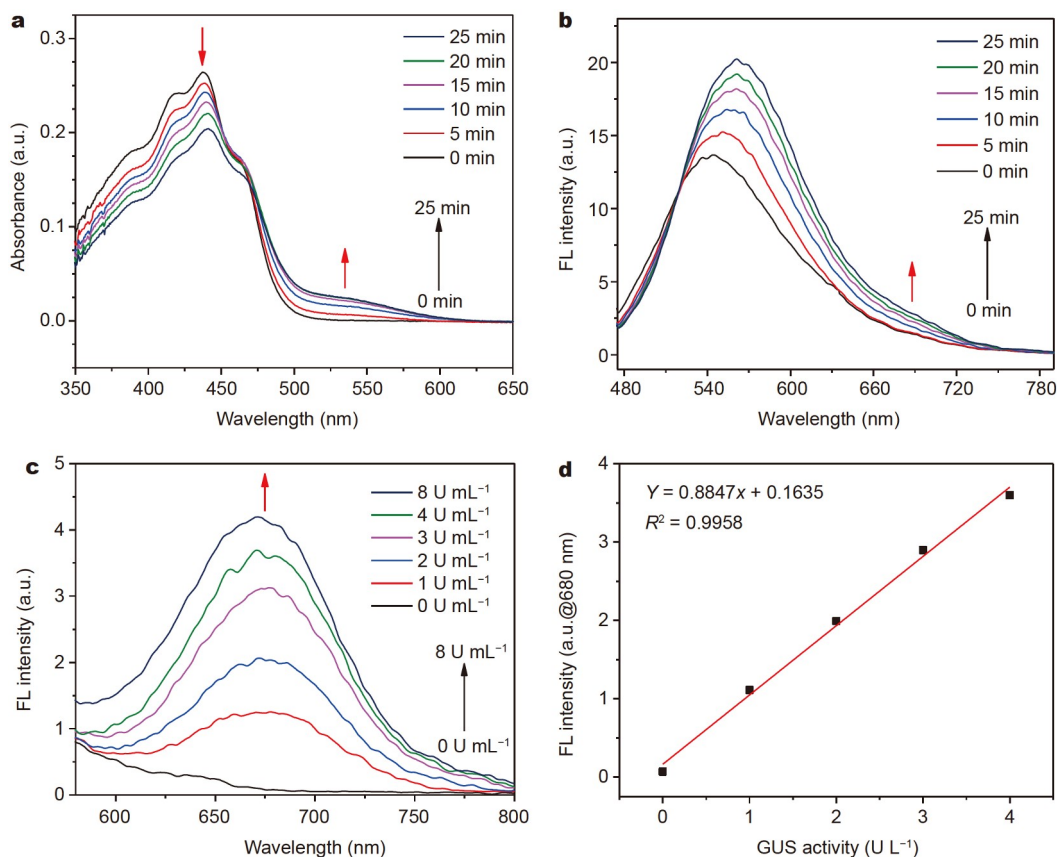 a
0.3
0.2
0.1
0.0
Absorbance (a.u.)
350 400 450 500 550 600 650
Wavelength (nm)
25 min
20 min
15 min
10 min
5 min
0 min
25 min
0 min
b
20
15
10
5
0
FL intensity (a.u.)
480 540 600 660 720 780
Wavelength (nm)
25 min
20 min
15 min
10 min
5 min
0 min
25 min
0 min
c
5
4
3
2
1
0
FL intensity (a.u.)
600 650 700 750 800
Wavelength (nm)
8 U mL⁻¹
4 U mL⁻¹
3 U mL⁻¹
2 U mL⁻¹
1 U mL⁻¹
0 U mL⁻¹
8 U mL⁻¹
0 U mL⁻¹
d
4
3
2
1
0
FL intensity (a.u.@680 nm)
0 1 2 3 4
GUS activity (U L⁻¹)
Y = 0.8847x + 0.1635
R² = 0.9958